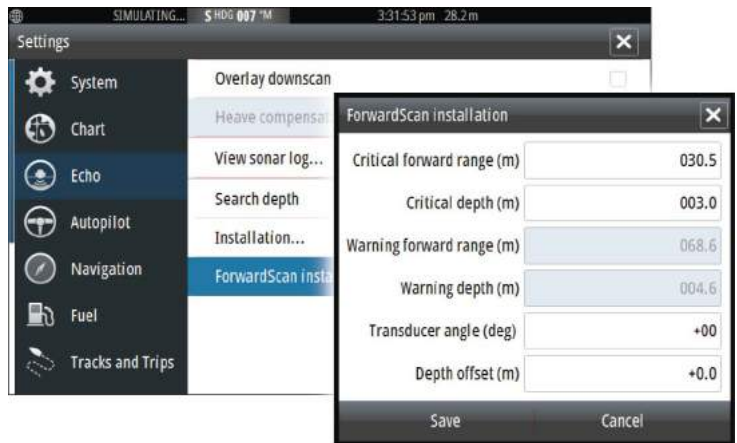 SIMULATING... S HDG 007 °M 3:31:53 pm 28.2 m
Settings
System
Chart
Echo
Autopilot
Navigation
Fuel
Tracks and Trips
Overlay downscan
Heave compensat
View sonar log...
Search depth
Installation...
ForwardScan insta
ForwardScan installation
Critical forward range (m) 030.5
Critical depth (m) 003.0
Warning forward range (m) 068.6
Warning depth (m) 004.6
Transducer angle (deg) +00
Depth offset (m) +0.0
Save Cancel